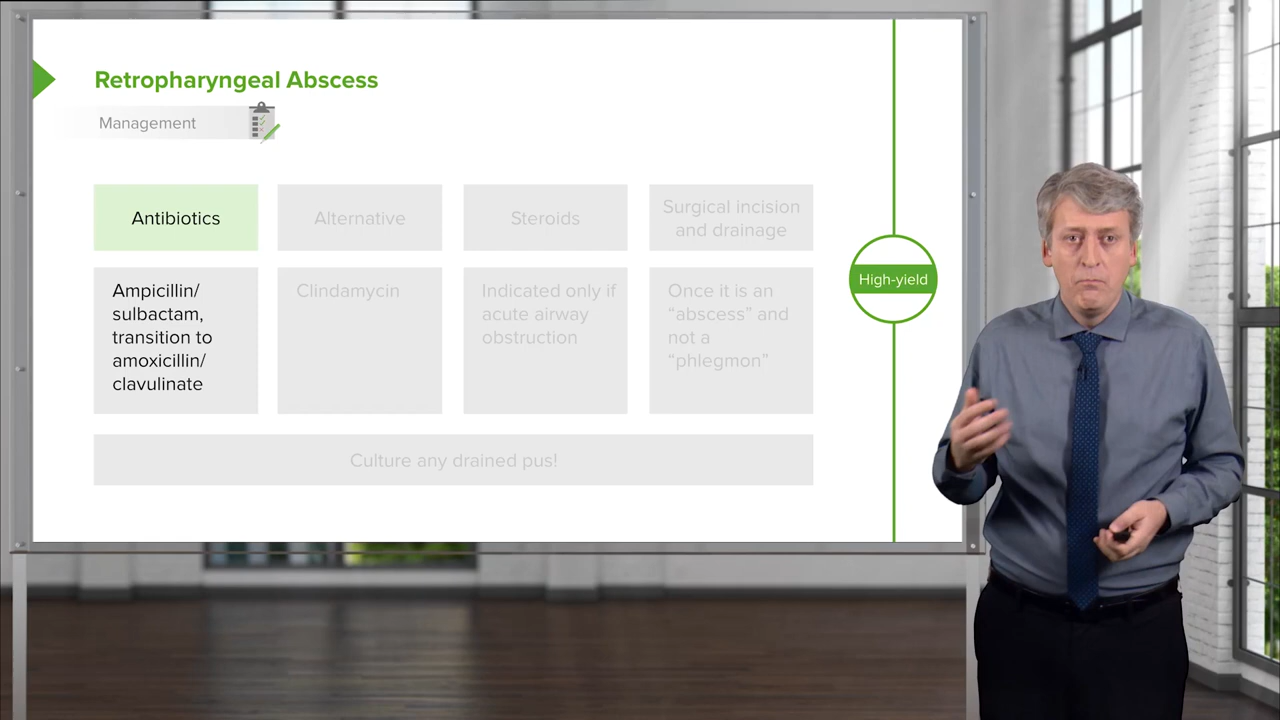 Retropharyngeal Abscess
Management
Antibiotics
Alternative
Steroids
Surgical incision
and drainage
Ampicillin/
sulbactam,
transition to
amoxicillin/
clavulinate
Clindamycin
Indicated only if
acute airway
obstruction
Once it is an
“abscess” and
not a
“phlegmon”
Culture any drained pus!
High-yield